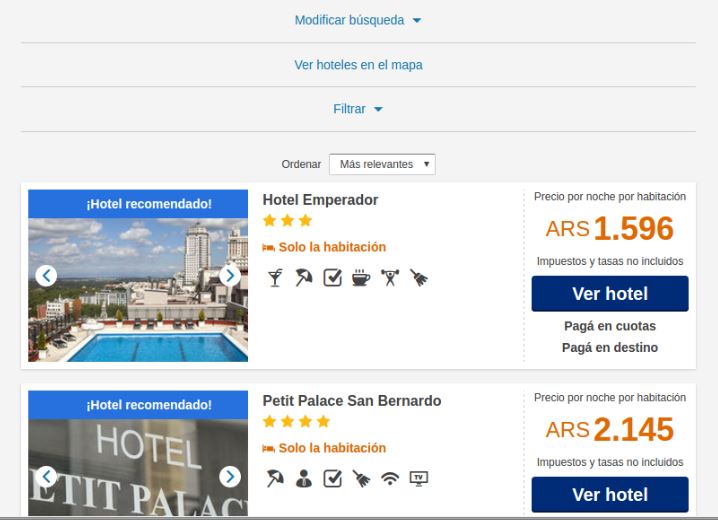 Modificar búsqueda
Ver hoteles en el mapa
Filtrar
Ordenar Más relevantes
¡Hotel recomendado!
Hotel Emperador
Solo la habitación
Precio por noche por habitación
ARS 1.596
Impuestos y tasas no incluidos
Ver hotel
Pagá en cuotas
Pagá en destino
¡Hotel recomendado!
HOTEL
ETIT PALAC
Petit Palace San Bernardo
Solo la habitación
TV
Precio por noche por habitación
ARS 2.145
Impuestos y tasas no incluidos
Ver hotel